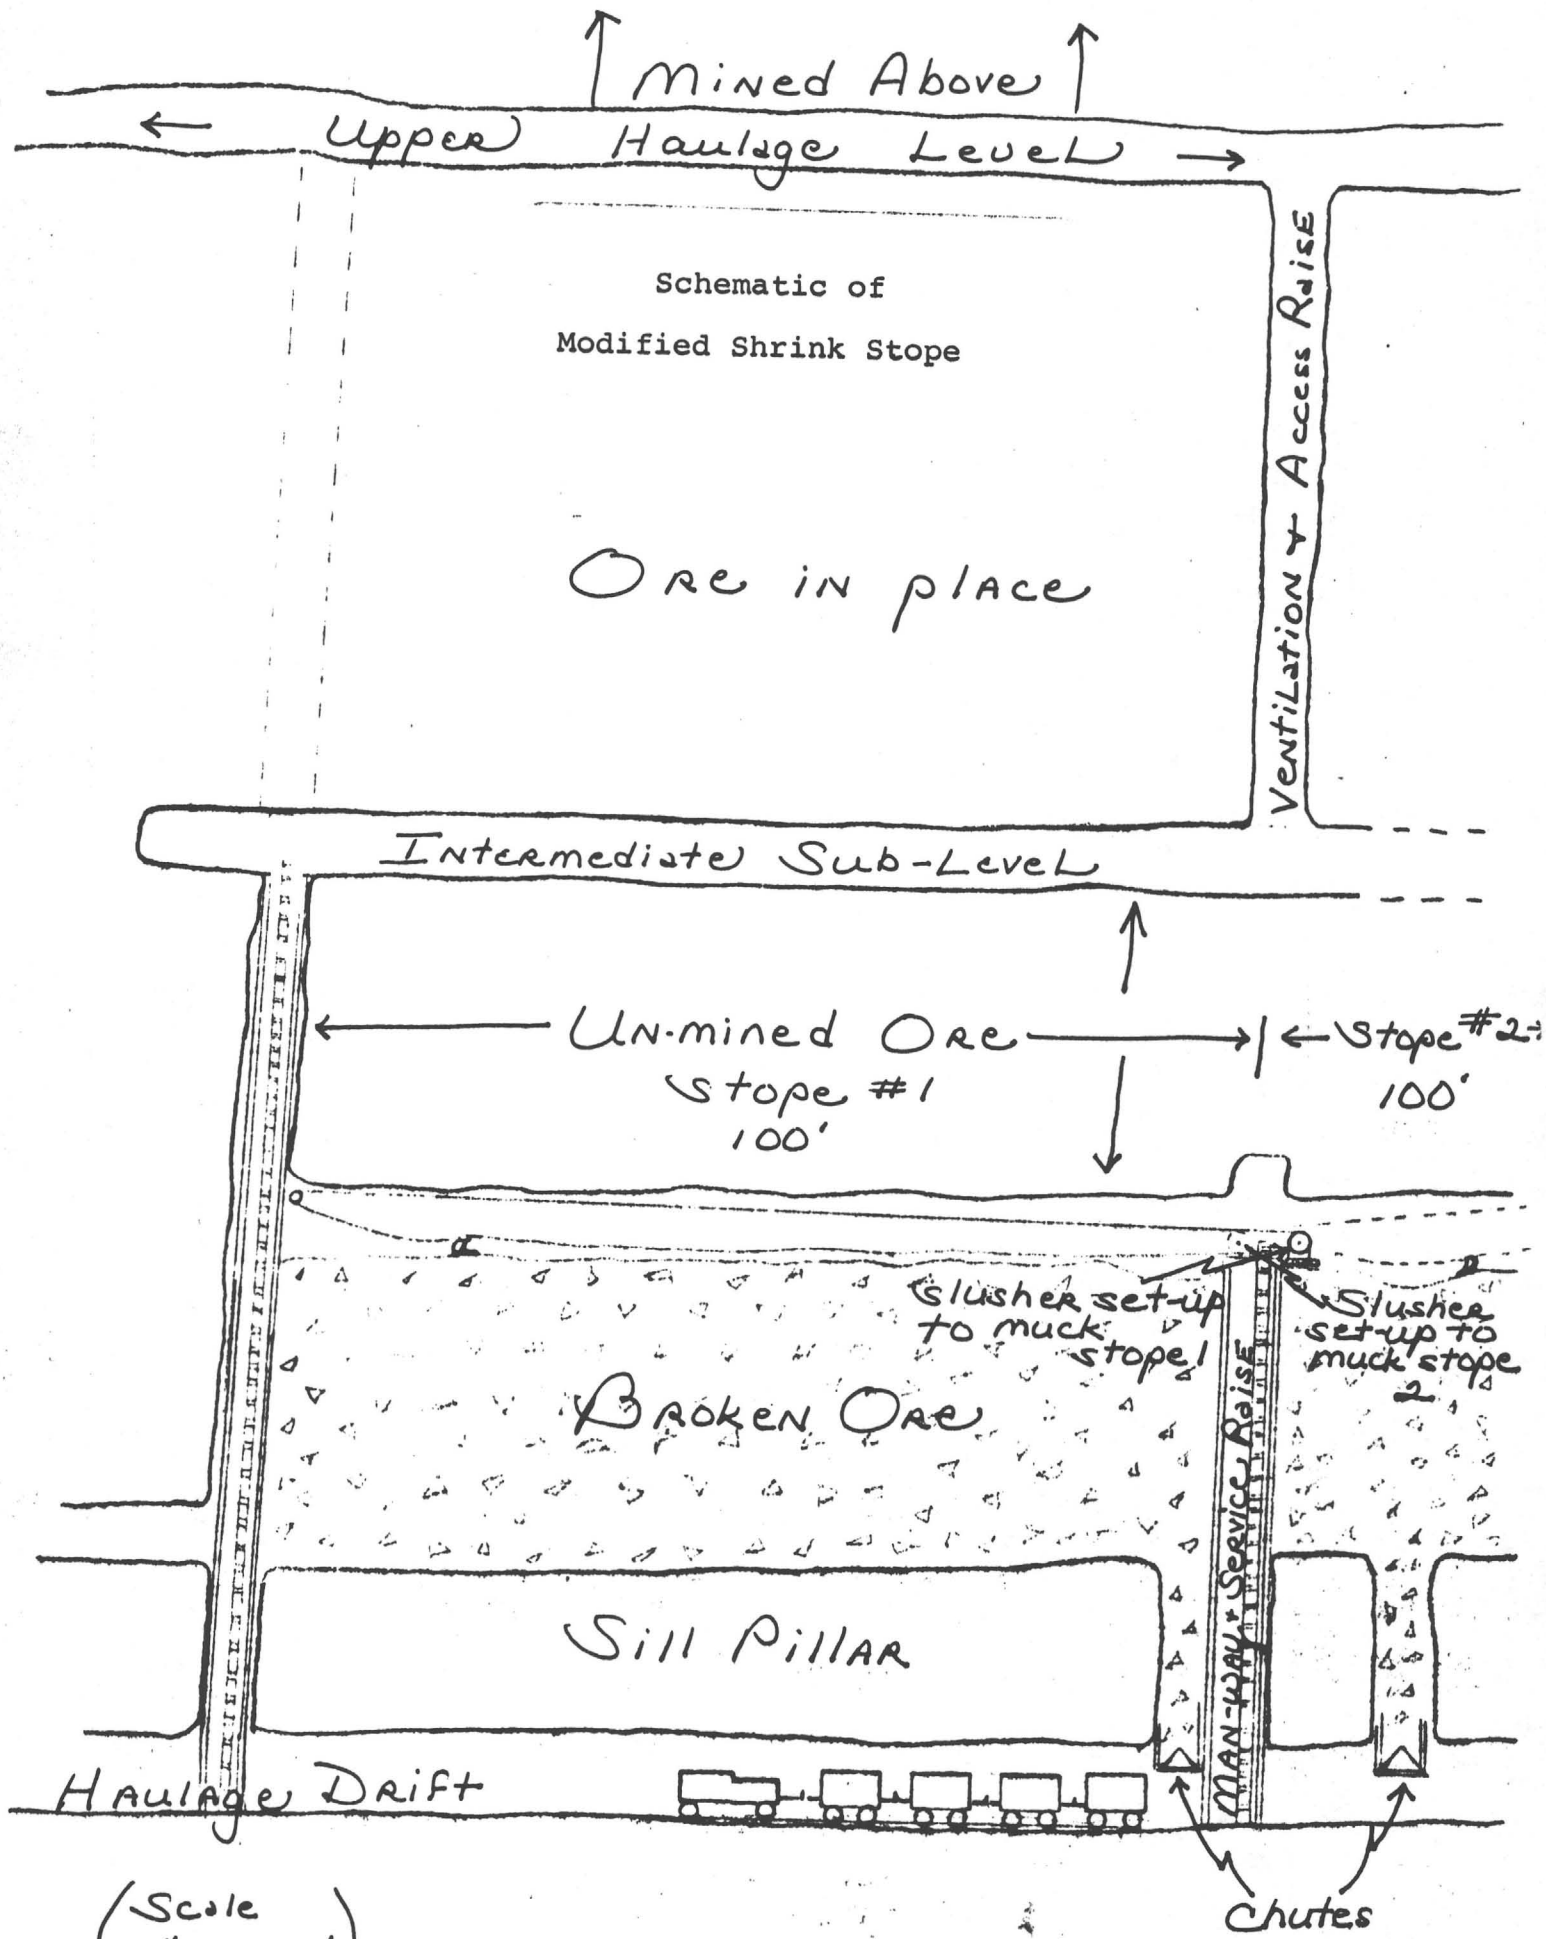 Mined Above
Upper Haulage Level
Schematic of
Modified Shrink Stope
Ventilation + Access Raise
Ore in place
Intermediate Sub-Level
Un-mined Ore
Stope #1
100'
Stope #2
100'
Slusher set-up
to muck
stope 1
Slusher
set-up to
muck stope
2
Broken Ore
Man-way + Service Raise
Sill Pillar
Haulage Drift
Chutes
(Scale